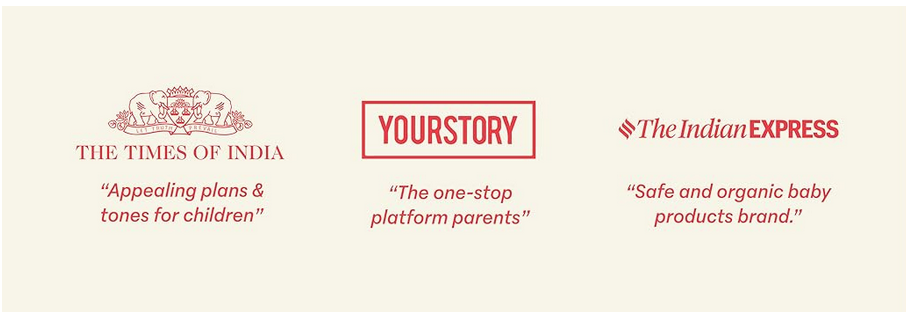 LET TRUTH PREVAIL
THE TIMES OF INDIA
“Appealing plans &
tones for children”
YOURSTORY
“The one-stop
platform parents”
The Indian EXPRESS
“Safe and organic baby
products brand.”